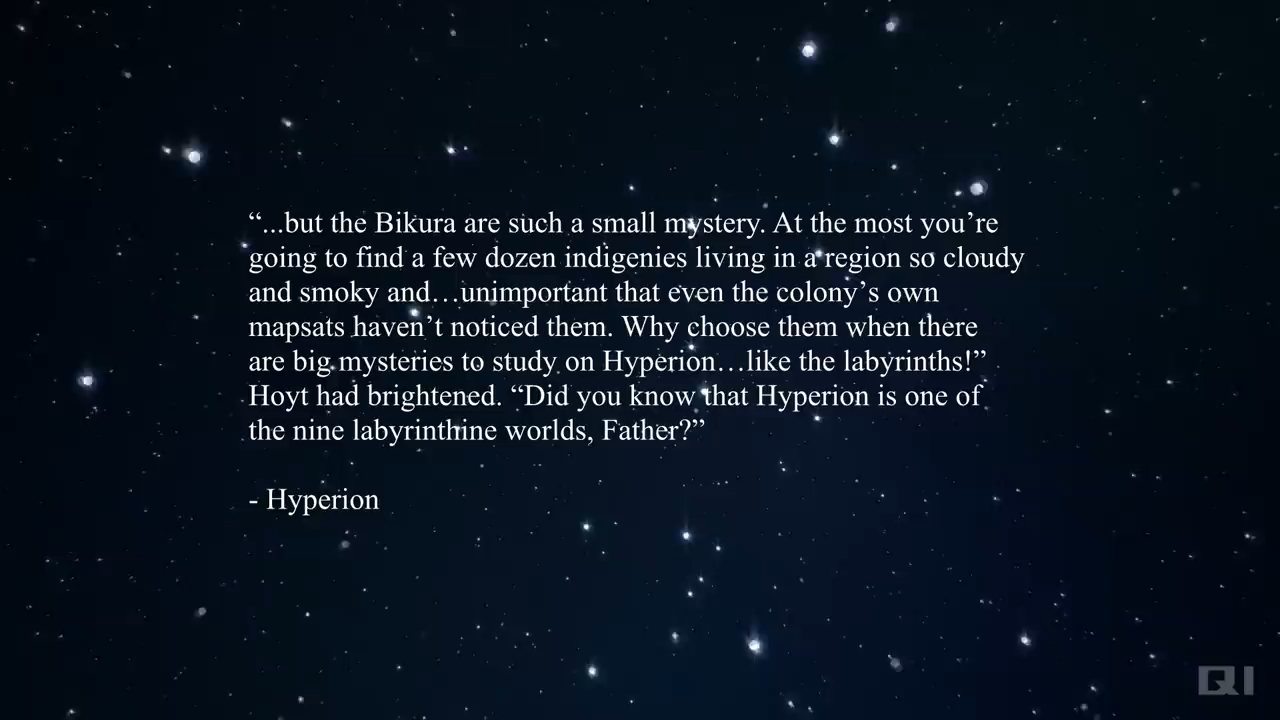 “...but the Bikura are such a small mystery. At the most you’re
going to find a few dozen indigenies living in a region so cloudy
and smoky and…unimportant that even the colony’s own
mapsats haven’t noticed them. Why choose them when there
are big mysteries to study on Hyperion…like the labyrinths!”
Hoyt had brightened. “Did you know that Hyperion is one of
the nine labyrinthine worlds, Father?”
- Hyperion
QI